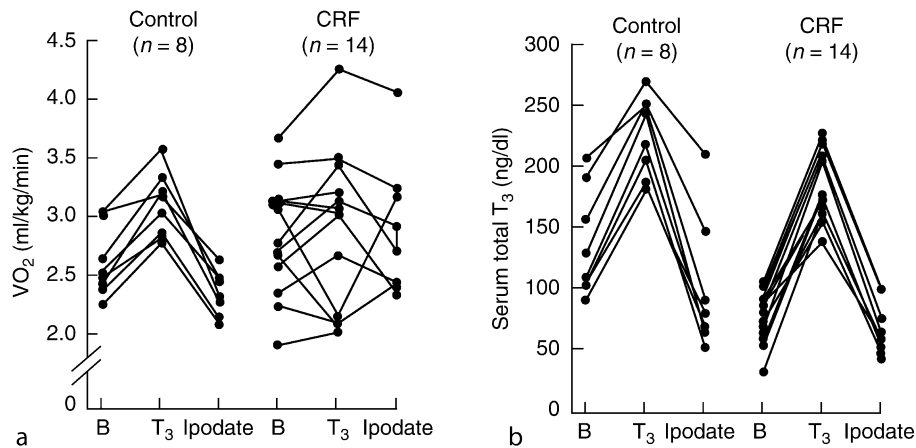 a
Control
(n = 8)
CRF
(n = 14)
VO2 (ml/kg/min)
4.5
4.0
3.5
3.0
2.5
2.0
0
B T3 Ipodate B T3 Ipodate
b
Control
(n = 8)
CRF
(n = 14)
Serum total T3 (ng/dl)
300
250
200
150
100
50
0
B T3 Ipodate B T3 Ipodate